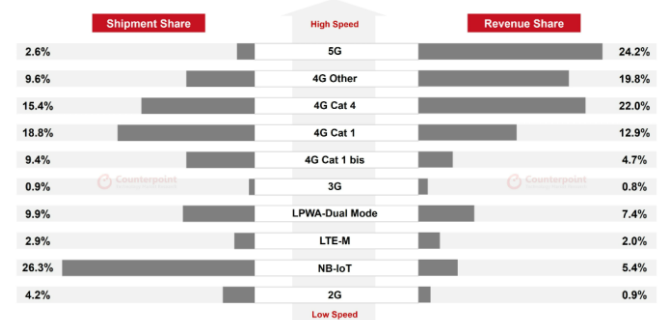 Shipment Share High Speed Revenue Share
2.6% 5G 24.2%
9.6% 4G Other 19.8%
15.4% 4G Cat 4 22.0%
18.8% 4G Cat 1 12.9%
9.4% 4G Cat 1 bis 4.7%
Counterpoint Counterpoint
0.9% 3G 0.8%
9.9% LPWA-Dual Mode 7.4%
2.9% LTE-M 2.0%
26.3% NB-IoT 5.4%
4.2% 2G 0.9%
Low Speed